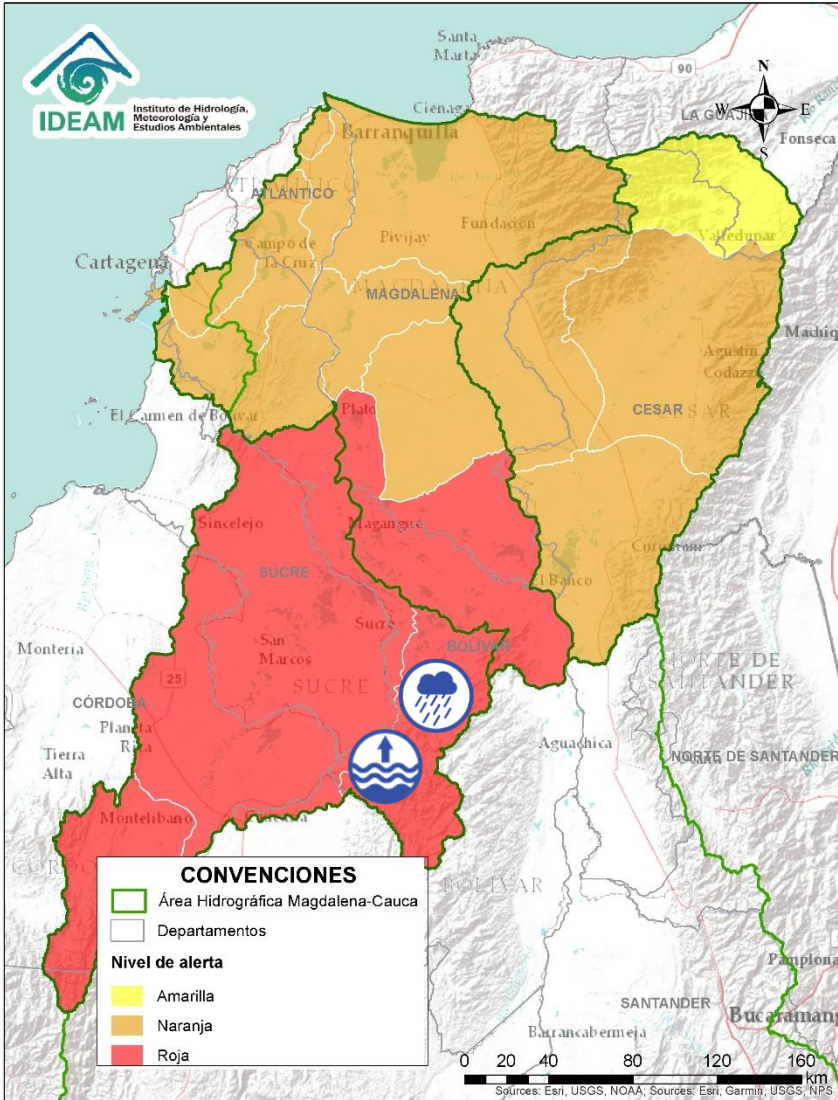 IDEAM
Instituto de Hidrología,
Meteorología y
Estudios Ambientales
Santa
Marta
90
N
W
E
S
Ciénaga
LA GUAJI
Fonseca
Barranquilla
ATLÁNTICO
Fundación
Pivijay
Valledupar
Campo de
la Cruz
Cartagena
MAGDALENA
Machiq
Agustín
Codazz
CESAR
Plato
El Carmen de Bolívar
Sincelejo
Magangué
SUCRE
El Banco
Sucre
San
Marcos
BOLÍVAR
SUCRE
Montería
25
NORTE DE
SANTANDER
CÓRDOBA
Planeta
Rica
Aguachica
NORTE DE SANTANDER
Tierra
Alta
Montelíbano
BOLÍVAR
CONVENCIONES
Área Hidrográfica Magdalena-Cauca
Departamentos
Nivel de alerta
Amarilla
Naranja
Roja
Pamplona
SANTANDER
Bucaramang
Barrancabermeja
0 20 40 80 120 160
km
Sources: Esri, USGS, NOAA; Sources: Esri, Garmin, USGS, NPS